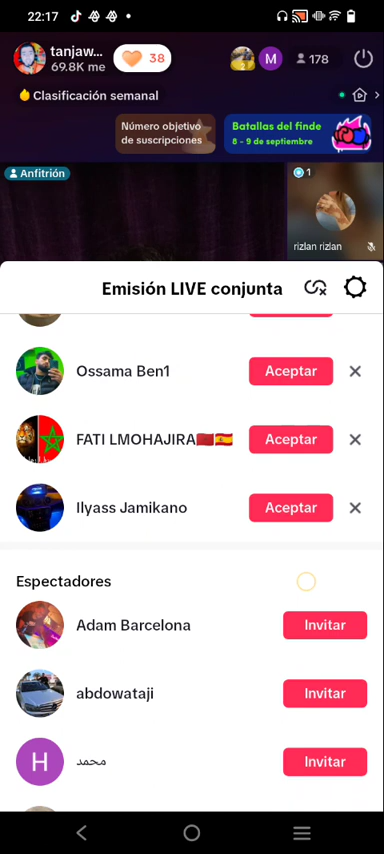 22:17
tanjaw...
69.8K me
38
2
M
178
Clasificación semanal
Número objetivo
de suscripciones
Batallas del finde
8 - 9 de septiembre
Anfitrión
1
rizlan rizlan
Emisión LIVE conjunta
Ossama Ben1
Aceptar
FATI LMOHAJIRA🇲🇦🇪🇸
Aceptar
Ilyass Jamikano
Aceptar
Espectadores
Adam Barcelona
Invitar
abdowataji
Invitar
H
محمد
Invitar